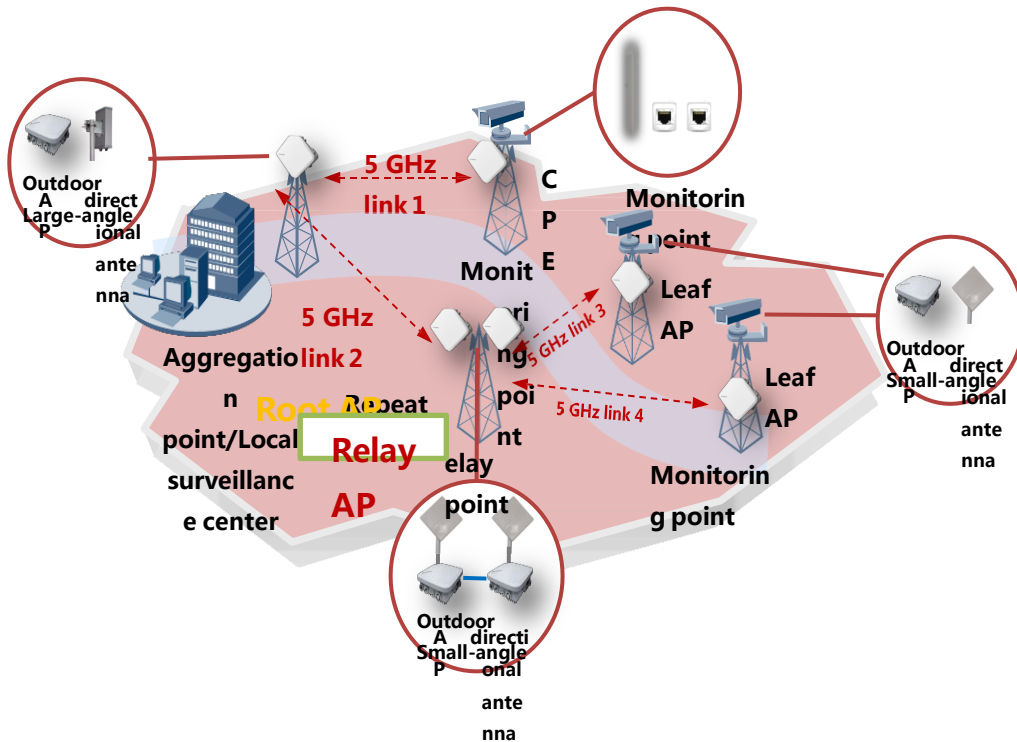 5 GHz
link 1
Outdoor
A direct
Large-angle
P ional
ante
nna
C
P
E
Monit
ri
ng
poi
nt
Monitorin
g point
Leaf
AP
5 GHz link 3
5 GHz
link 2
Aggregatio
n
point/Local
surveillanc
e center
Root AP
Repeat
Relay
AP
elay
point
5 GHz link 4
Leaf
AP
Monitorin
g point
Outdoor
A direct
Small-angle
P ional
ante
nna
Outdoor
A directi
Small-angle
P onal
ante
nna